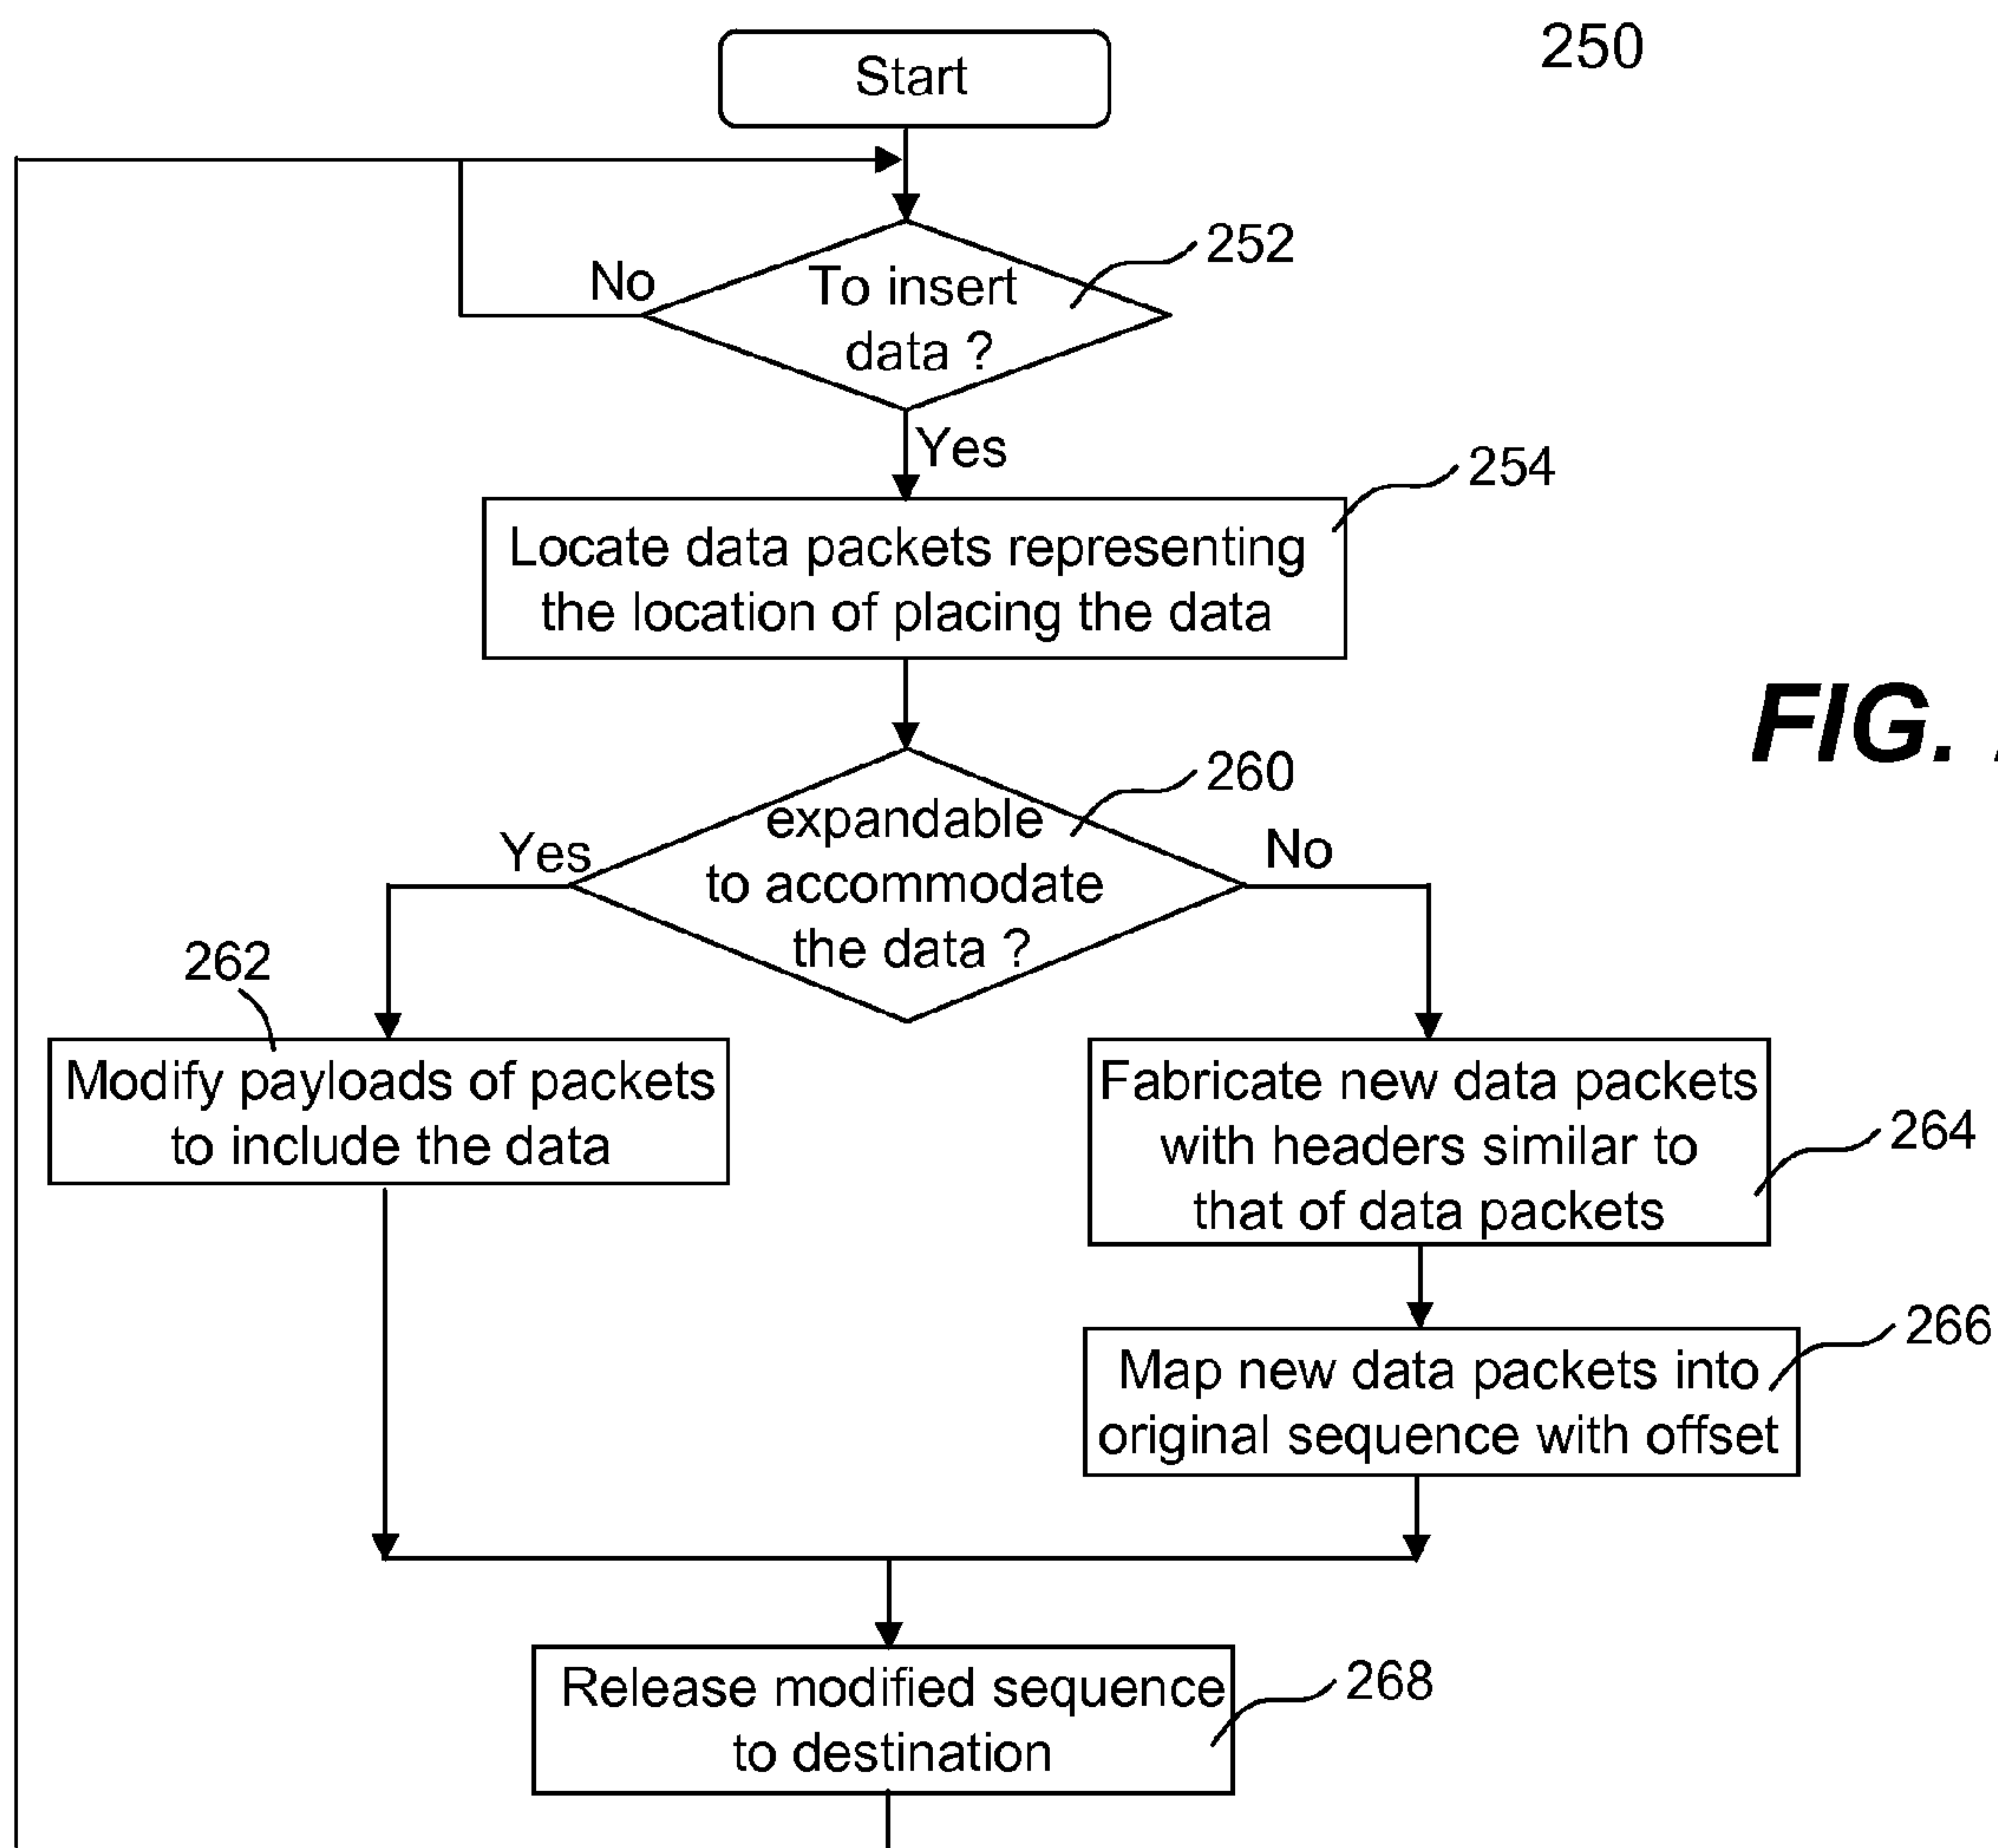 250
Start
252
No
To insert
data ?
Yes
254
Locate data packets representing
the location of placing the data
FIG.
260
expandable
Yes
No
to accommodate
the data ?
262
Modify payloads of packets
to include the data
Fabricate new data packets
with headers similar to
that of data packets
264
266
Map new data packets into
original sequence with offset
268
Release modified sequence
to destination